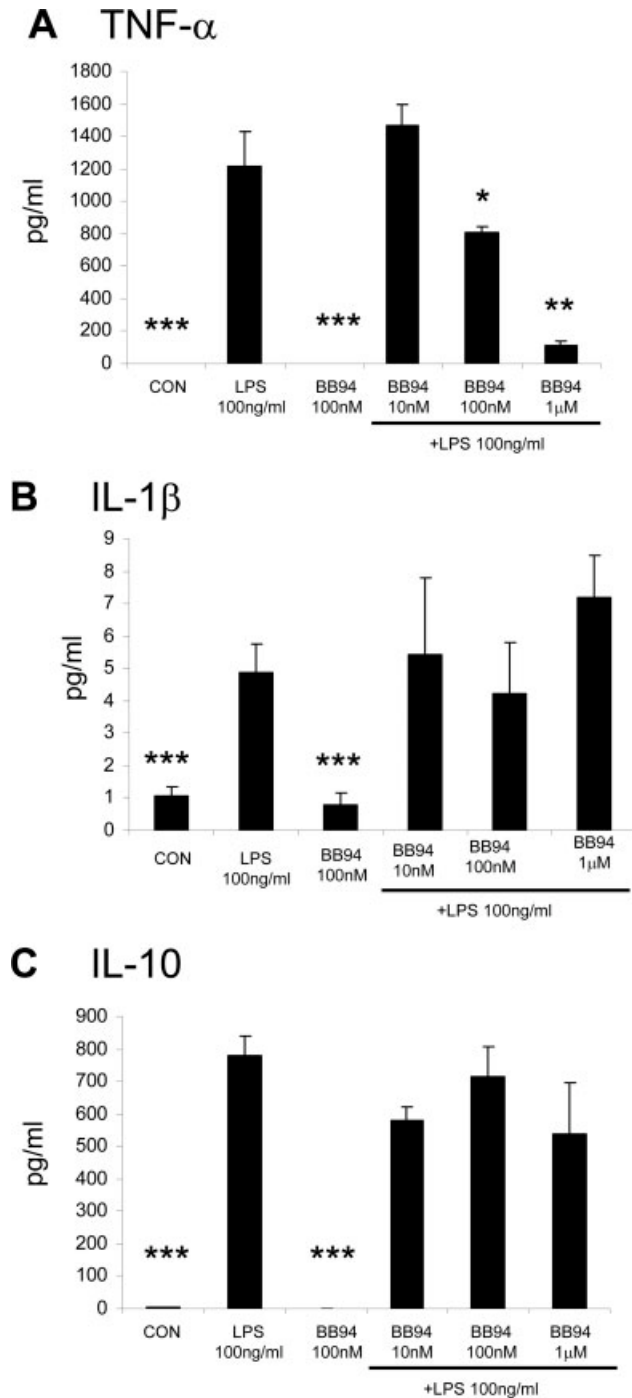 A TNF-α
1800
1600
1400
1200
1000
800
600
400
200
0
pg/ml
*** *** * **
CON LPS BB94 BB94 BB94 BB94
100ng/ml 100nM 10nM 100nM 1µM
+LPS 100ng/ml
B IL-1β
9
8
7
6
5
4
3
2
1
0
pg/ml
*** ***
CON LPS BB94 BB94 BB94 BB94
100ng/ml 100nM 10nM 100nM 1µM
+LPS 100ng/ml
C IL-10
900
800
700
600
500
400
300
200
100
0
pg/ml
*** ***
CON LPS BB94 BB94 BB94 BB94
100ng/ml 100nM 10nM 100nM 1µM
+LPS 100ng/ml